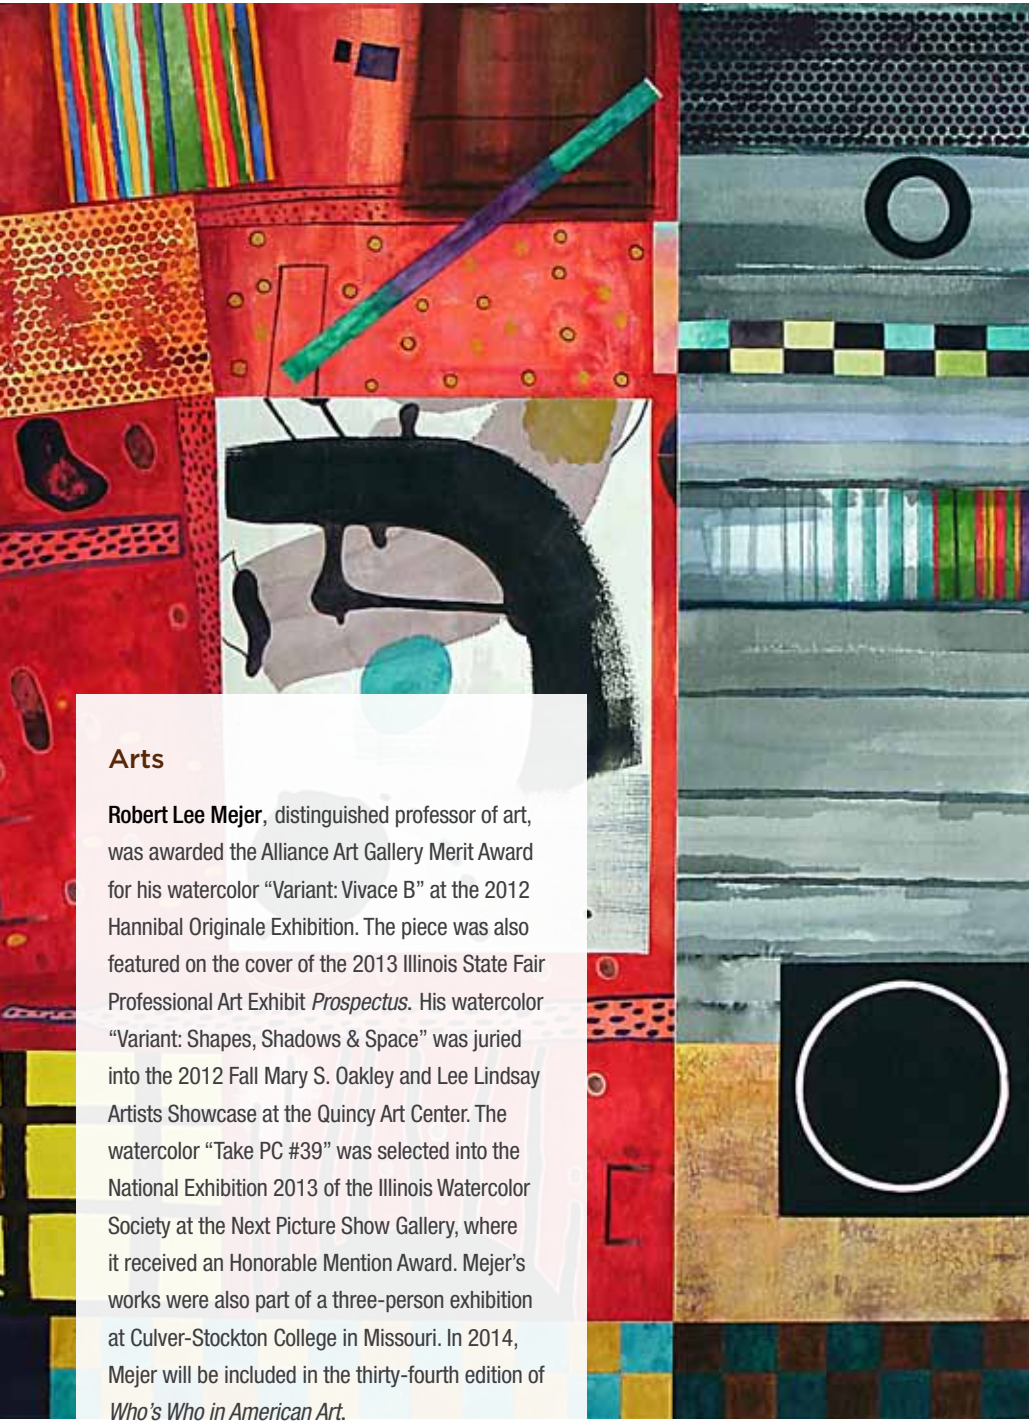 Arts
Robert Lee Mejer, distinguished professor of art,
was awarded the Alliance Art Gallery Merit Award
for his watercolor “Variant: Vivace B” at the 2012
Hannibal Originale Exhibition. The piece was also
featured on the cover of the 2013 Illinois State Fair
Professional Art Exhibit Prospectus. His watercolor
“Variant: Shapes, Shadows & Space” was juried
into the 2012 Fall Mary S. Oakley and Lee Lindsay
Artists Showcase at the Quincy Art Center. The
watercolor “Take PC #39” was selected into the
National Exhibition 2013 of the Illinois Watercolor
Society at the Next Picture Show Gallery, where
it received an Honorable Mention Award. Mejer’s
works were also part of a three-person exhibition
at Culver-Stockton College in Missouri. In 2014,
Mejer will be included in the thirty-fourth edition of
Who’s Who in American Art.